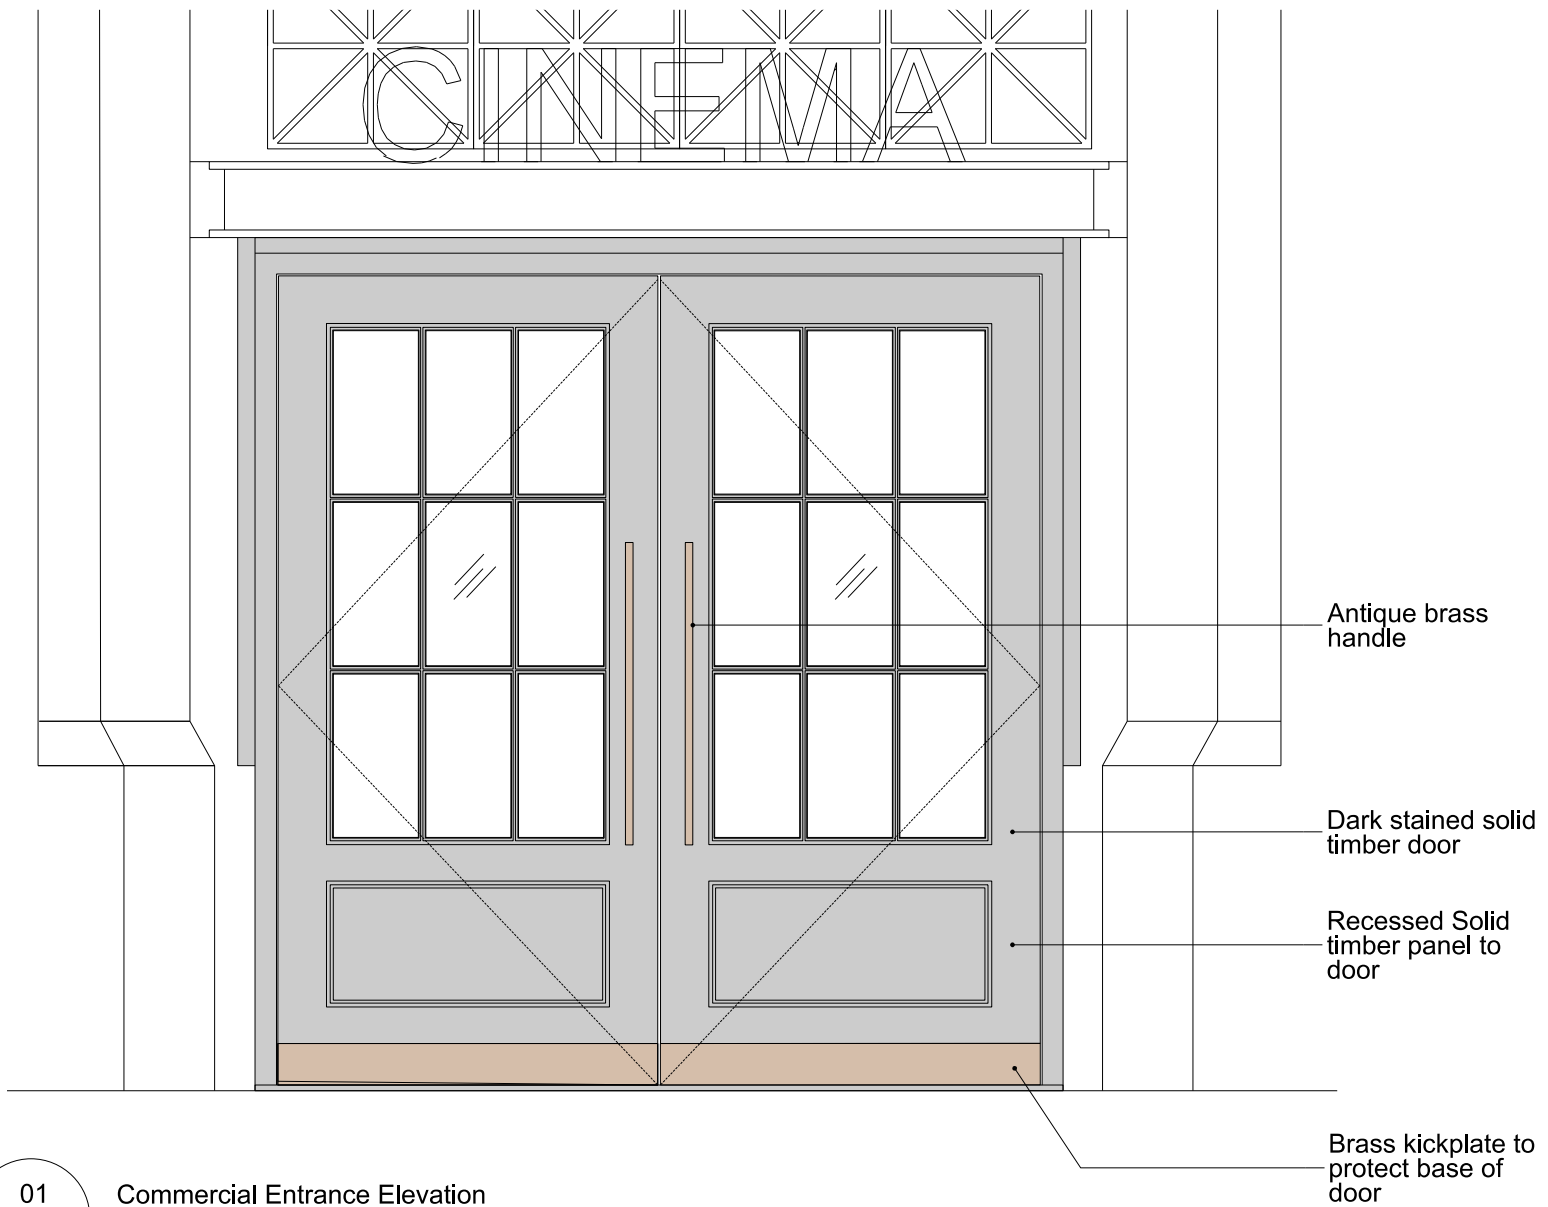 CINEMA
Antique brass
handle
Dark stained solid
timber door
Recessed Solid
timber panel to
door
Brass kickplate to
protect base of
door
01
Commercial Entrance Elevation